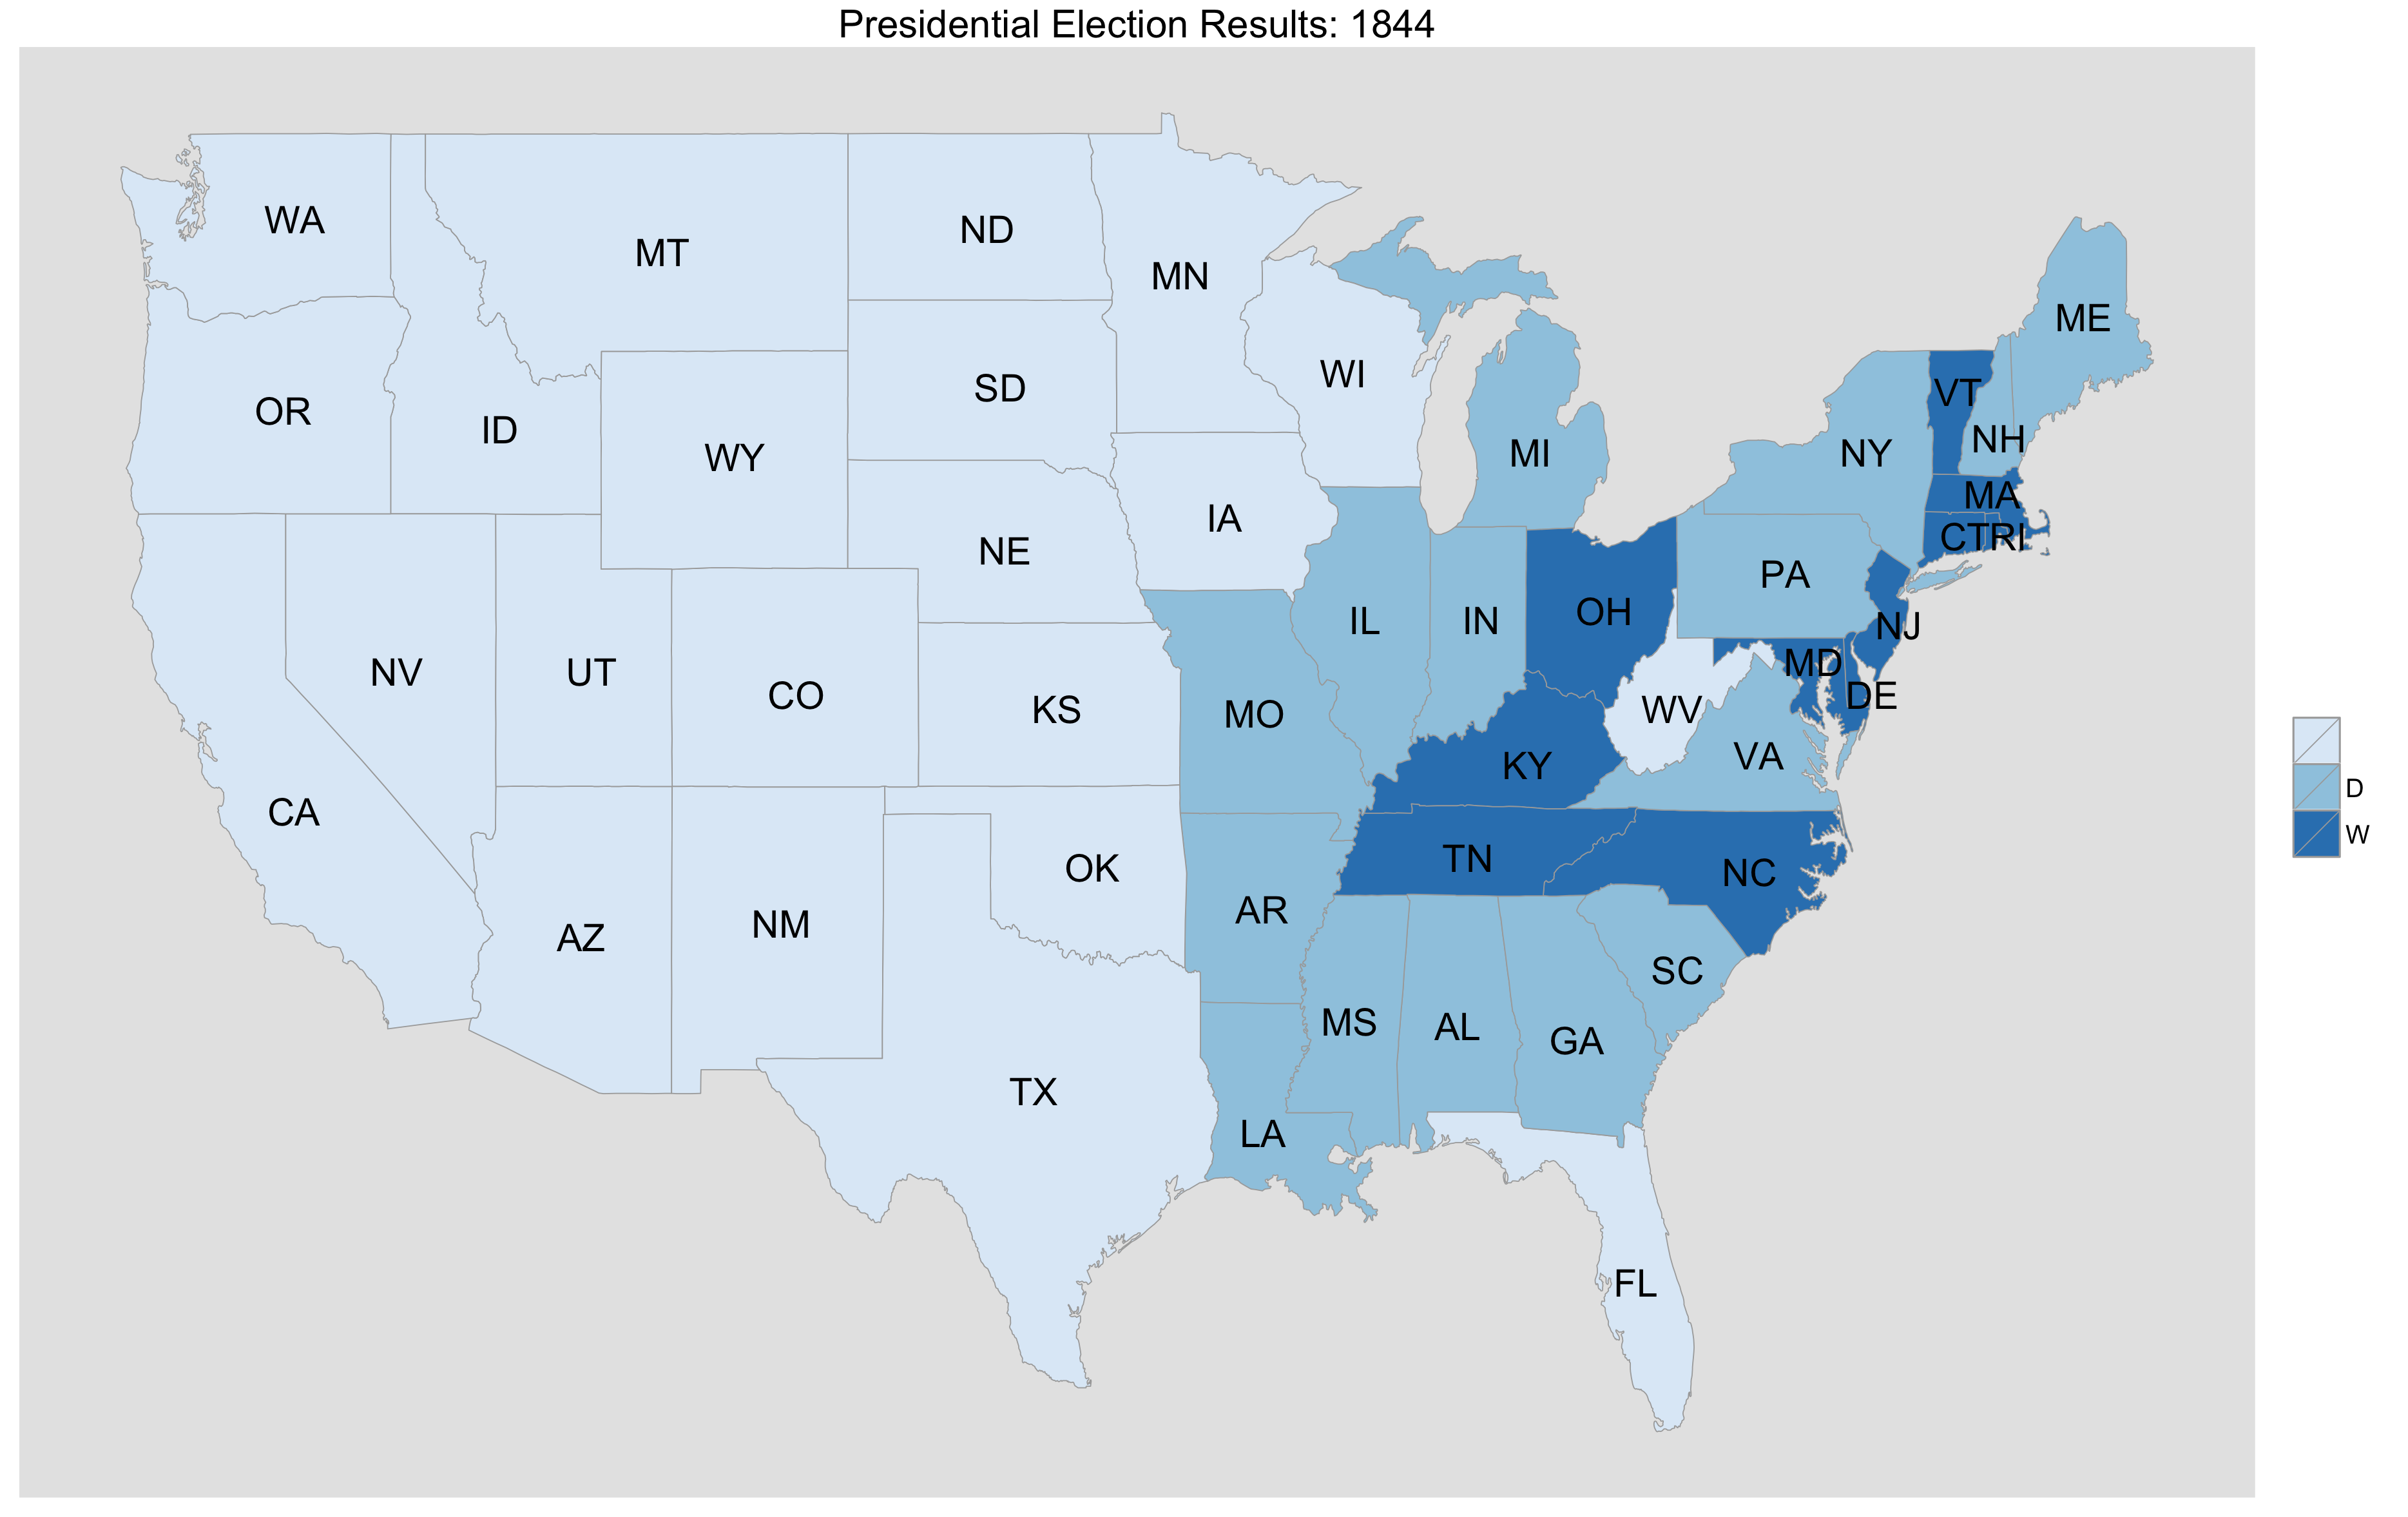 Presidential Election Results: 1844
WA
MT
ND
MN
ME
OR
ID
WY
SD
WI
MI
NY
VT
NH
MA
CT
RI
IA
NE
PA
IL
IN
OH
NJ
NV
UT
CO
KS
MO
WV
MD
DE
VA
KY
CA
OK
TN
NC
AZ
NM
AR
SC
MS
AL
GA
TX
LA
FL
D
W